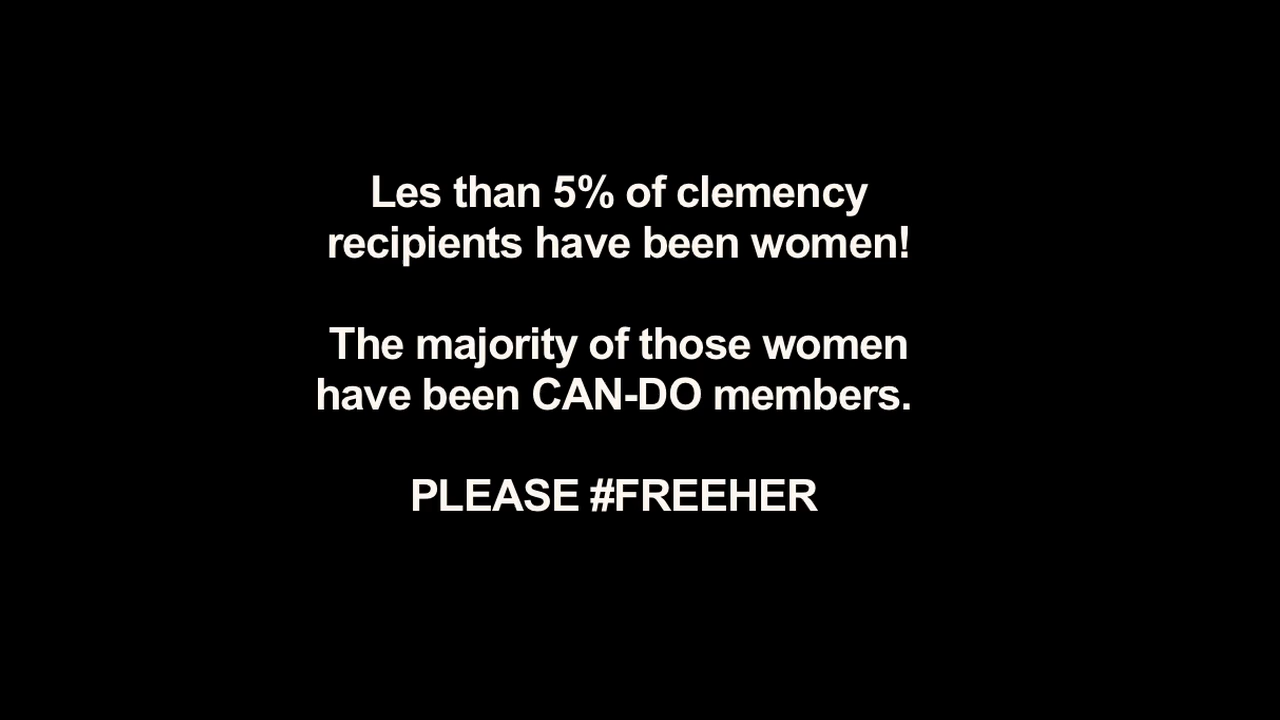 Les than 5% of clemency
recipients have been women!
The majority of those women
have been CAN-DO members.
PLEASE #FREEHER